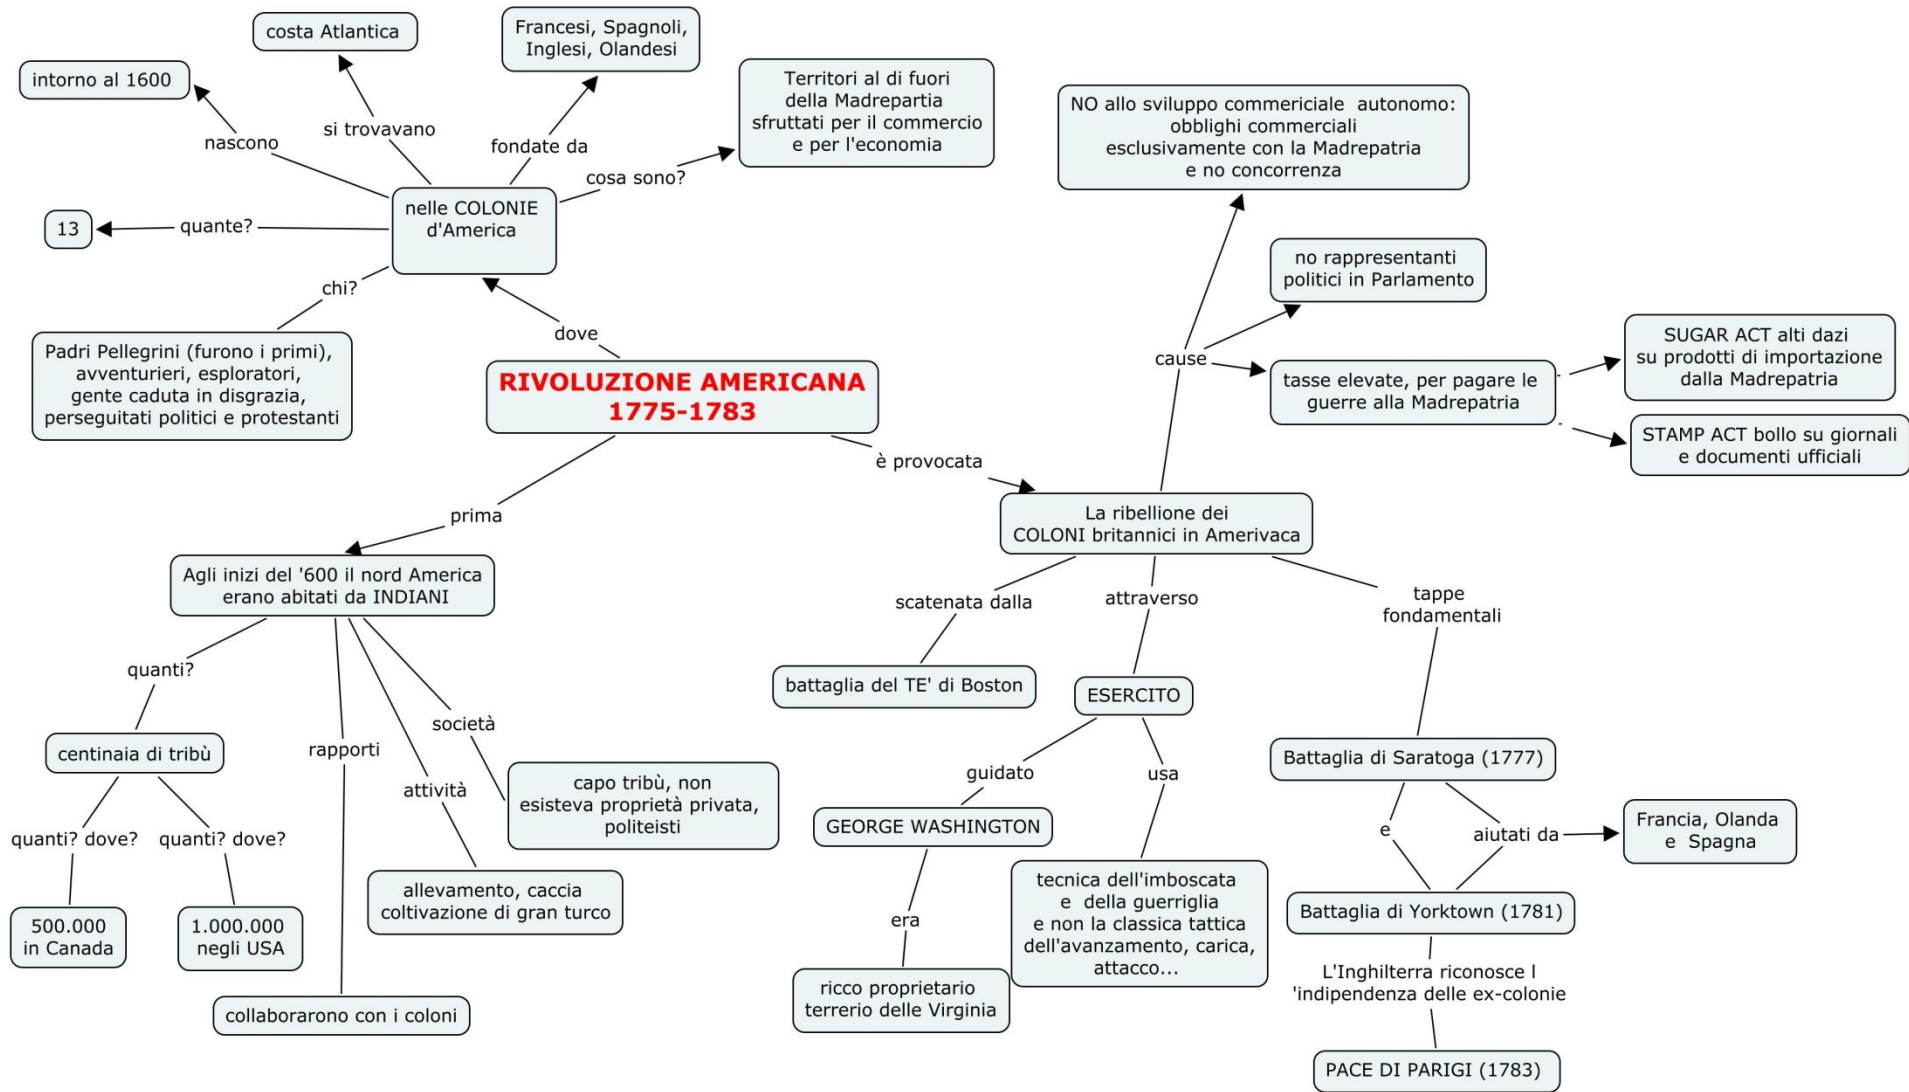 costa Atlantica
Francesi, Spagnoli,
Inglesi, Olandesi
intorno al 1600
Territori al di fuori
della Madrepartia
sfruttati per il commercio
e per l'economia
si trovavano
nascono
fondate da
cosa sono?
nelle COLONIE
d'America
13
quante?
chi?
Padri Pellegrini (furono i primi),
avventurieri, esploratori,
gente caduta in disgrazia,
perseguitati politici e protestanti
dove
RIVOLUZIONE AMERICANA
1775-1783
NO allo sviluppo commericiale autonomo:
obblighi commerciali
esclusivamente con la Madrepatria
e no concorrenza
no rappresentanti
politici in Parlamento
cause
tasse elevate, per pagare le
guerre alla Madrepatria
SUGAR ACT alti dazi
su prodotti di importazione
dalla Madrepatria
STAMP ACT bollo su giornali
e documenti ufficiali
è provocata
La ribellione dei
COLONI britannici in Amerivaca
prima
Agli inizi del '600 il nord America
erano abitati da INDIANI
quanti?
centinaia di tribù
quanti? dove?
quanti? dove?
500.000
in Canada
1.000.000
negli USA
rapporti
collaborarono con i coloni
attività
allevamento, caccia
coltivazione di gran turco
società
capo tribù, non
esisteva proprietà privata,
politeisti
scatenata dalla
battaglia del TE' di Boston
attraverso
ESERCITO
guidato
GEORGE WASHINGTON
era
ricco proprietario
terrerio delle Virginia
usa
tecnica dell'imboscata
e della guerriglia
e non la classica tattica
dell'avanzamento, carica,
attacco...
tappe
fondamentali
Battaglia di Saratoga (1777)
e
aiutati da
Francia, Olanda
e Spagna
Battaglia di Yorktown (1781)
L'Inghilterra riconosce l
'indipendenza delle ex-colonie
PACE DI PARIGI (1783)